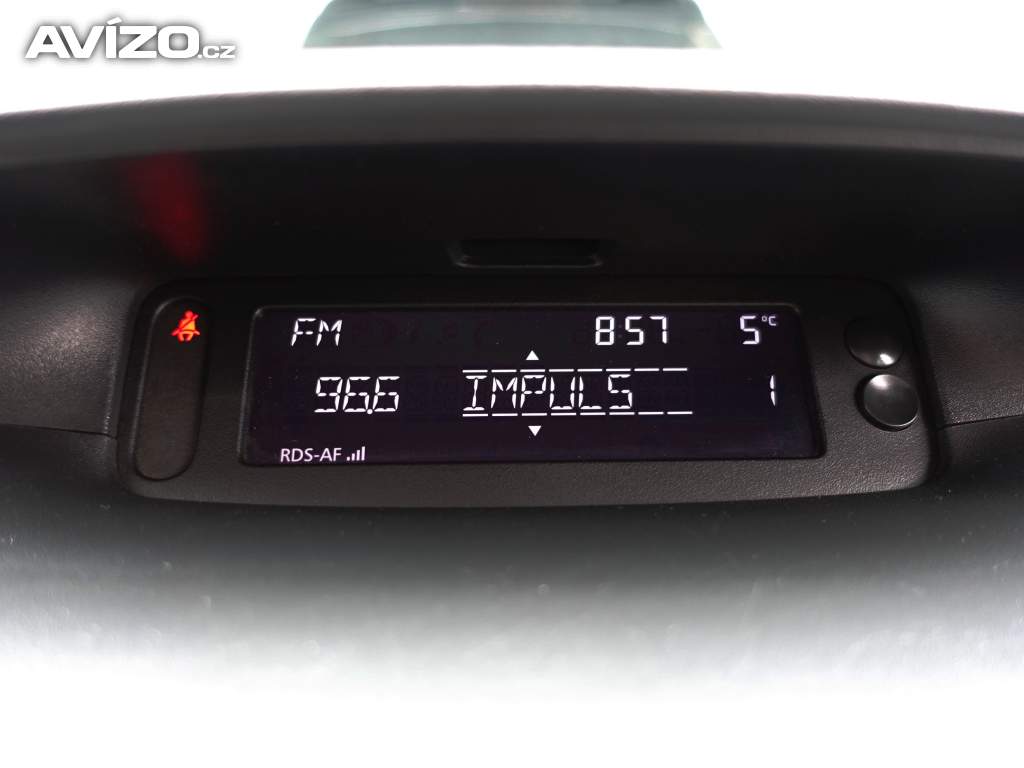 AVÍZO.cz
FM 8:57 5°C
96.6 IMPULS 1
RDS-AF